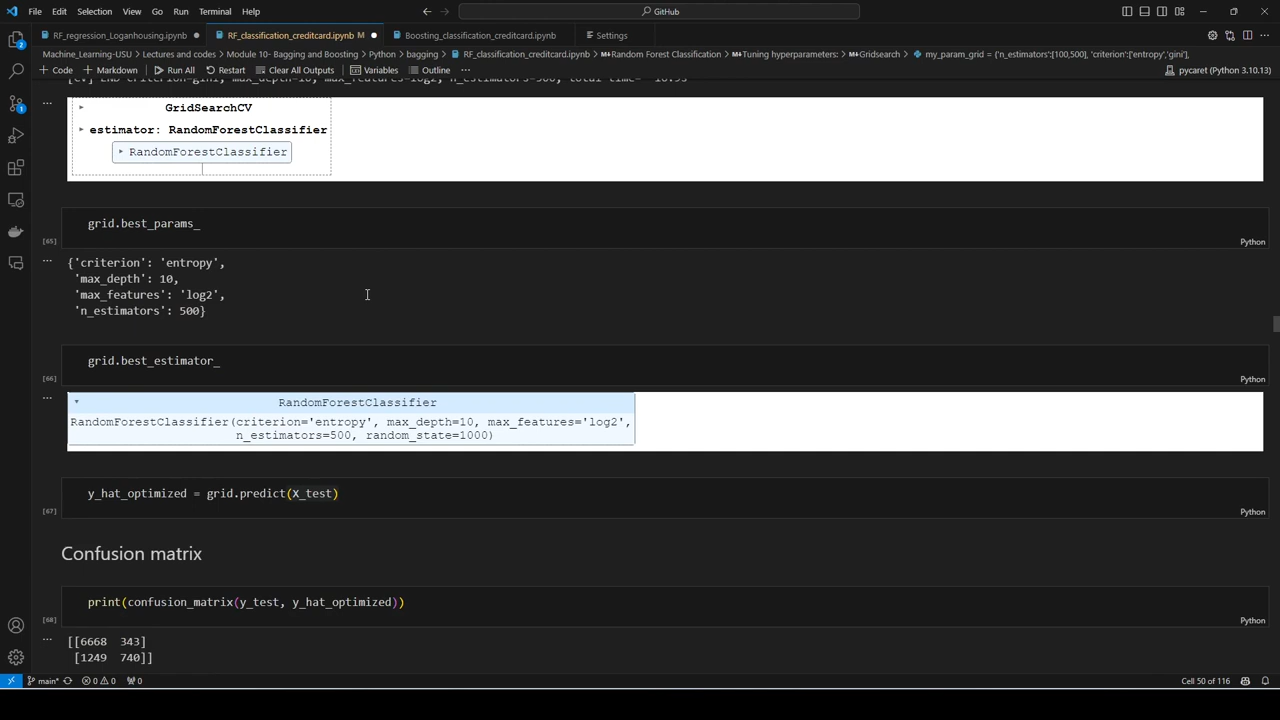 File Edit Selection View Go Run Terminal Help
GitHub
RF_regression_Loganhousing.ipynb RF_classification_creditcard.ipynb M Boosting_classification_creditcard.ipynb Settings
Machine_Learning-USU > Lectures and codes > Module 10- Bagging and Boosting > Python > bagging > RF_classification_creditcard.ipynb > M+Random Forest Classification > M+Tuning hyperparameters: > M+Gridsearch > my_param_grid = {'n_estimators':[100,500], 'criterion':['entropy','gini'],
+ Code + Markdown Run All Restart Clear All Outputs Variables Outline ...
pycaret (Python 3.10.13)
GridSearchCV
estimator: RandomForestClassifier
RandomForestClassifier
grid.best_params_
[65]
Python
{'criterion': 'entropy',
'max_depth': 10,
'max_features': 'log2',
'n_estimators': 500}
grid.best_estimator_
[66]
Python
RandomForestClassifier
RandomForestClassifier(criterion='entropy', max_depth=10, max_features='log2',
n_estimators=500, random_state=1000)
y_hat_optimized = grid.predict(X_test)
[67]
Python
Confusion matrix
print(confusion_matrix(y_test, y_hat_optimized))
[68]
Python
[[6668 343]
[1249 740]]
main* 0 0 0 Cell 50 of 116